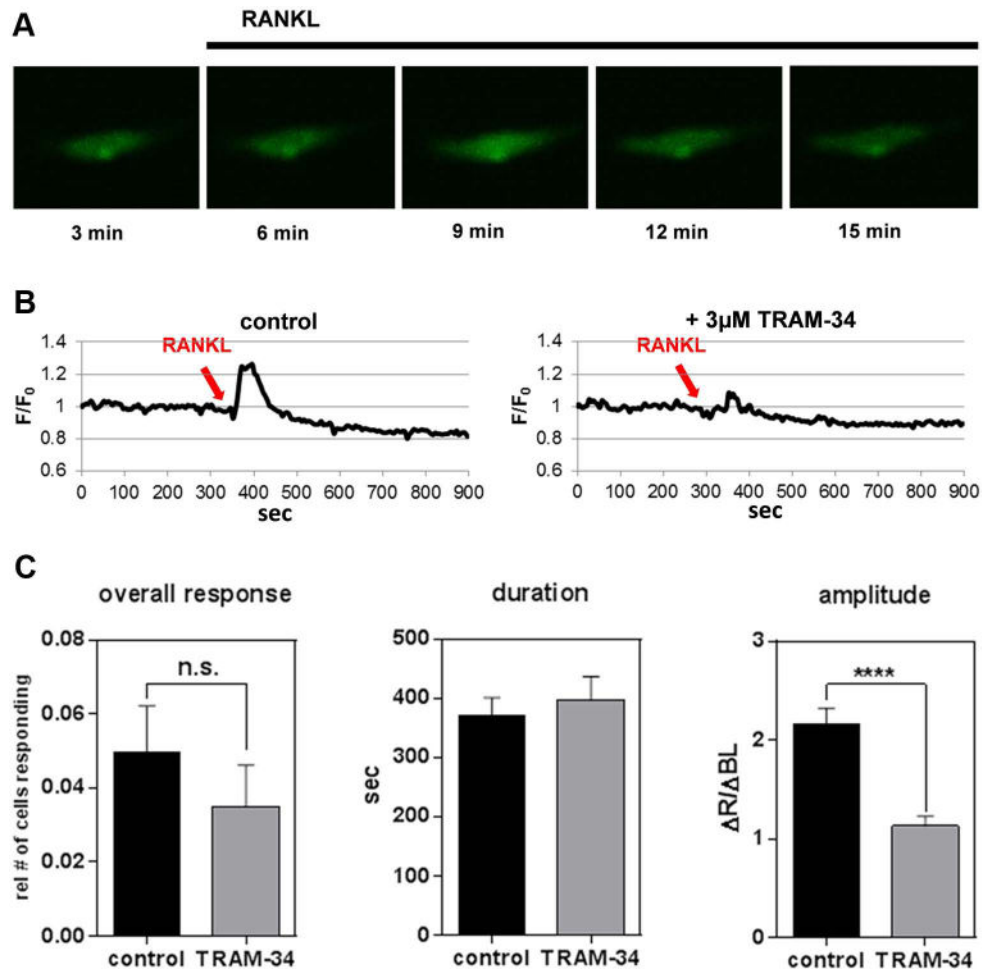 A
RANKL
3 min 6 min 9 min 12 min 15 min
B
control
RANKL
F/F₀
1.4
1.2
1
0.8
0.6
0 100 200 300 400 500 600 700 800 900
sec
+ 3µM TRAM-34
RANKL
F/F₀
1.4
1.2
1
0.8
0.6
0 100 200 300 400 500 600 700 800 900
sec
C
overall response
rel # of cells responding
0.08
0.06
0.04
0.02
0.00
n.s.
control TRAM-34
duration
sec
500
400
300
200
100
0
control TRAM-34
amplitude
ΔR/ΔBL
3
2
1
0
****
control TRAM-34